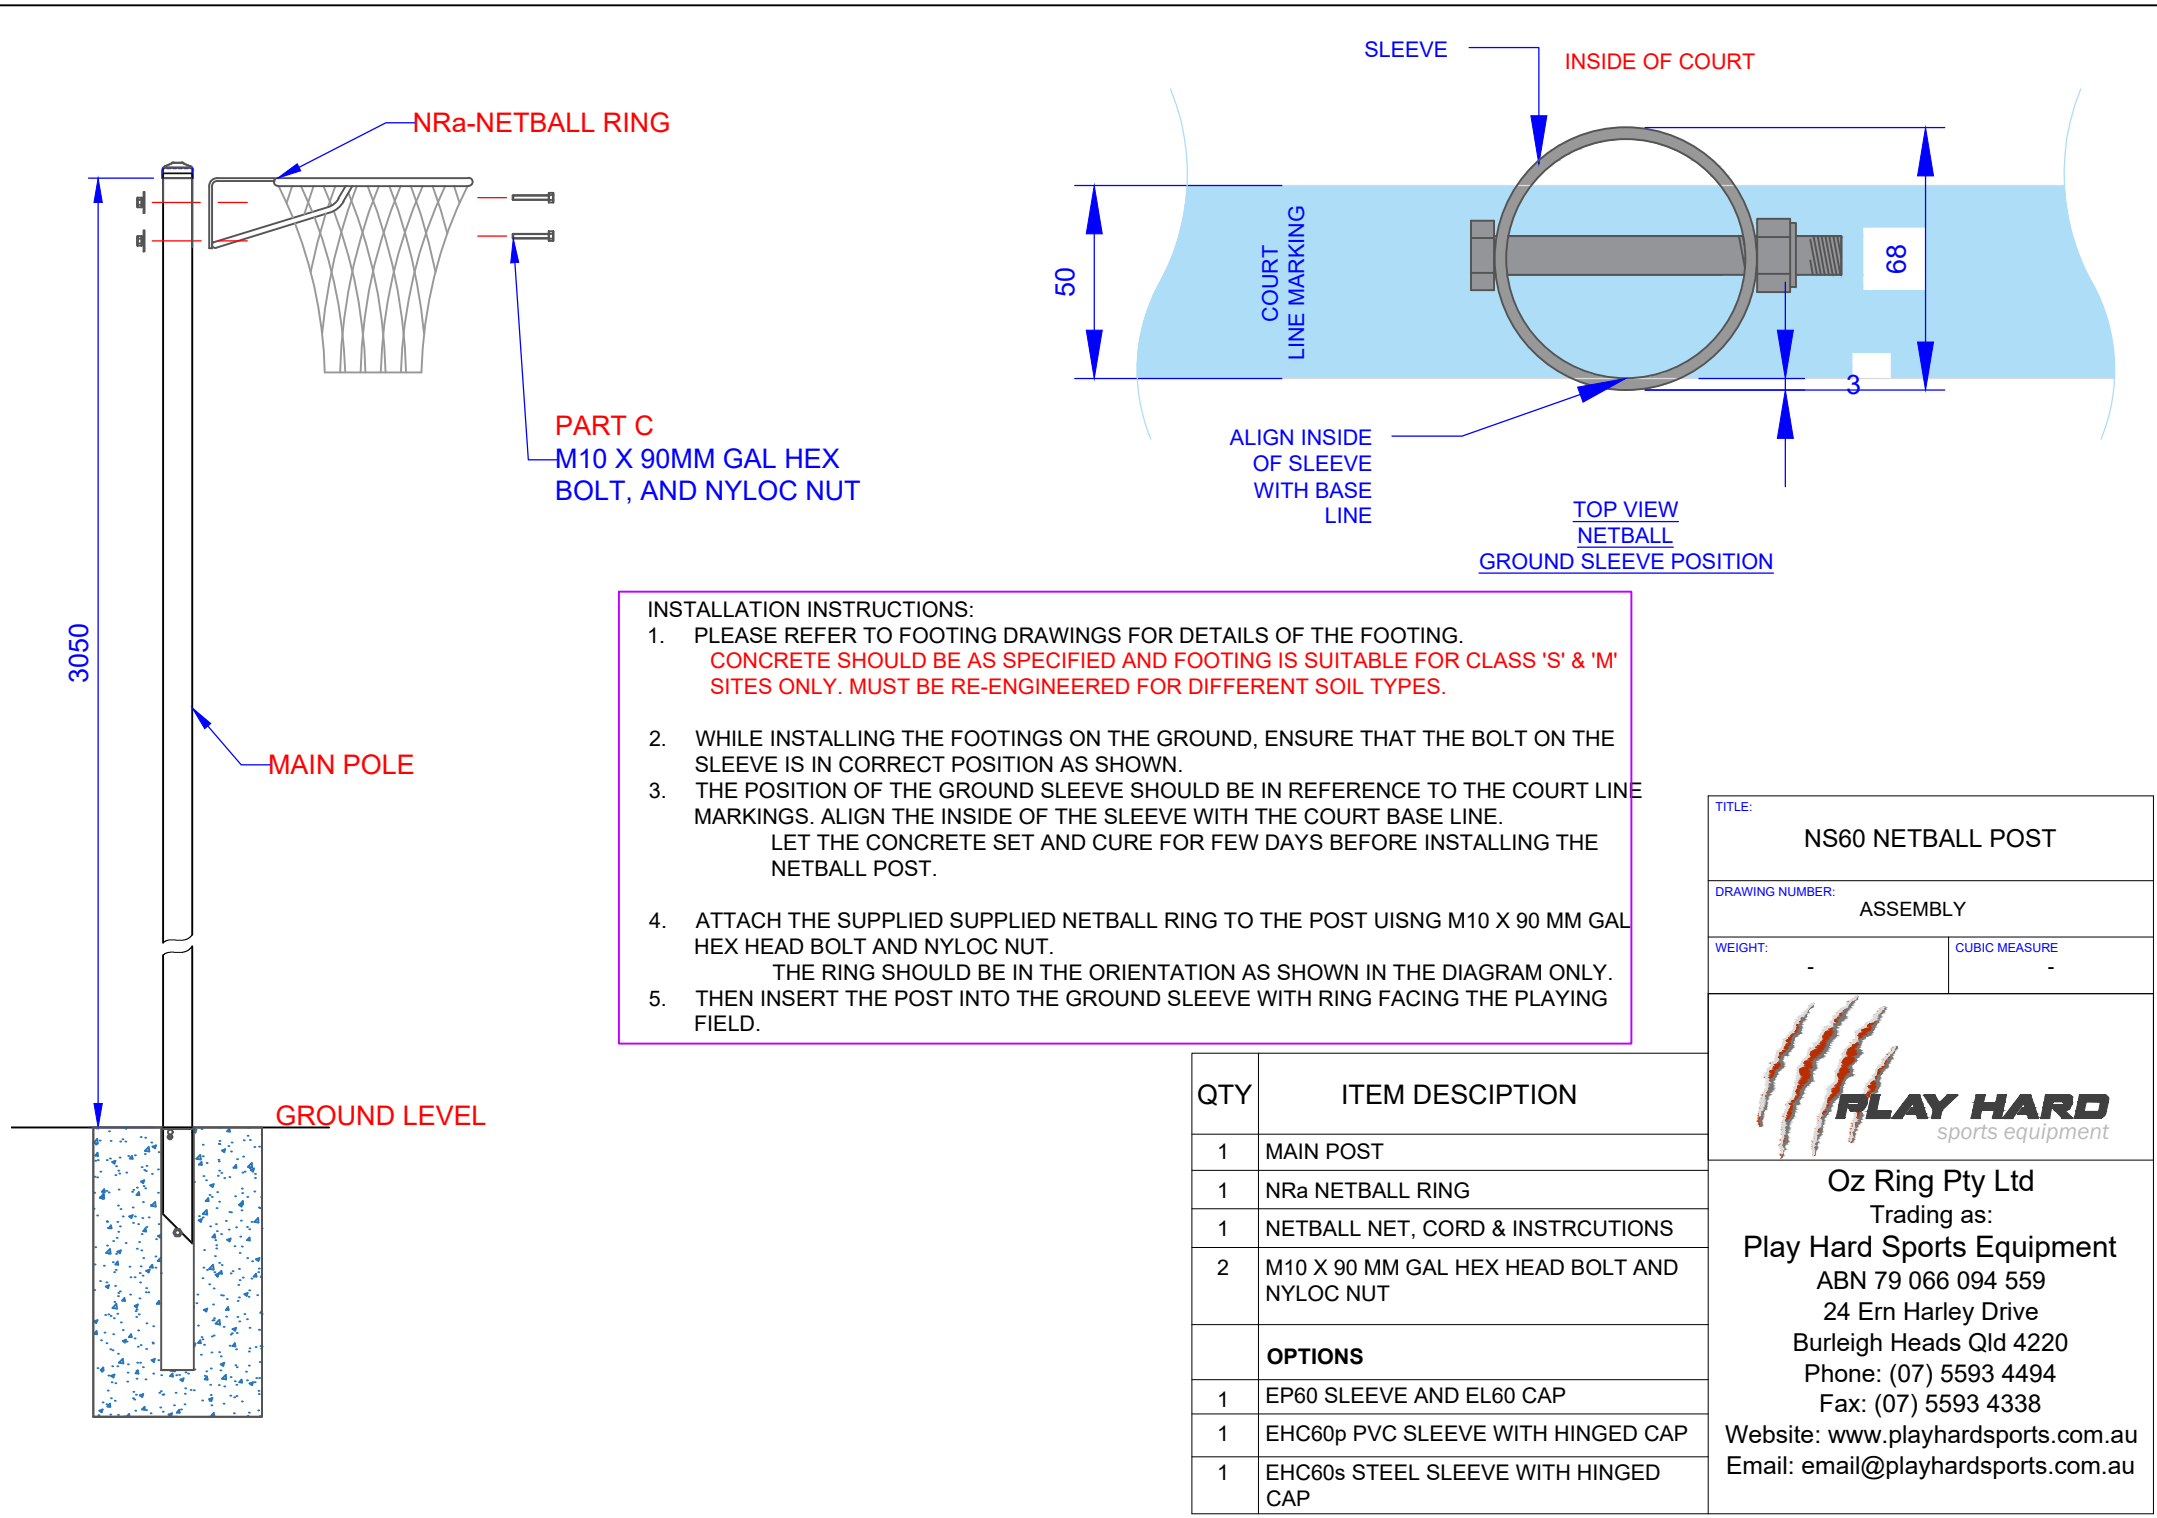 NRa-NETBALL RING
PART C
M10 X 90MM GAL HEX
BOLT, AND NYLOC NUT
3050
MAIN POLE
GROUND LEVEL
SLEEVE
INSIDE OF COURT
50
COURT
LINE MARKING
68
3
ALIGN INSIDE
OF SLEEVE
WITH BASE
LINE
TOP VIEW
NETBALL
GROUND SLEEVE POSITION
INSTALLATION INSTRUCTIONS:
1. PLEASE REFER TO FOOTING DRAWINGS FOR DETAILS OF THE FOOTING.
CONCRETE SHOULD BE AS SPECIFIED AND FOOTING IS SUITABLE FOR CLASS 'S' & 'M'
SITES ONLY. MUST BE RE-ENGINEERED FOR DIFFERENT SOIL TYPES.
2. WHILE INSTALLING THE FOOTINGS ON THE GROUND, ENSURE THAT THE BOLT ON THE
SLEEVE IS IN CORRECT POSITION AS SHOWN.
3. THE POSITION OF THE GROUND SLEEVE SHOULD BE IN REFERENCE TO THE COURT LINE
MARKINGS. ALIGN THE INSIDE OF THE SLEEVE WITH THE COURT BASE LINE.
LET THE CONCRETE SET AND CURE FOR FEW DAYS BEFORE INSTALLING THE
NETBALL POST.
4. ATTACH THE SUPPLIED SUPPLIED NETBALL RING TO THE POST UISNG M10 X 90 MM GAL
HEX HEAD BOLT AND NYLOC NUT.
THE RING SHOULD BE IN THE ORIENTATION AS SHOWN IN THE DIAGRAM ONLY.
5. THEN INSERT THE POST INTO THE GROUND SLEEVE WITH RING FACING THE PLAYING
FIELD.
QTY ITEM DESCIPTION
1 MAIN POST
1 NRa NETBALL RING
1 NETBALL NET, CORD & INSTRCUTIONS
2 M10 X 90 MM GAL HEX HEAD BOLT AND
NYLOC NUT
OPTIONS
1 EP60 SLEEVE AND EL60 CAP
1 EHC60p PVC SLEEVE WITH HINGED CAP
1 EHC60s STEEL SLEEVE WITH HINGED
CAP
TITLE:
NS60 NETBALL POST
DRAWING NUMBER:
ASSEMBLY
WEIGHT: CUBIC MEASURE
- -
PLAY HARD
sports equipment
Oz Ring Pty Ltd
Trading as:
Play Hard Sports Equipment
ABN 79 066 094 559
24 Ern Harley Drive
Burleigh Heads Qld 4220
Phone: (07) 5593 4494
Fax: (07) 5593 4338
Website: www.playhardsports.com.au
Email: email@playhardsports.com.au